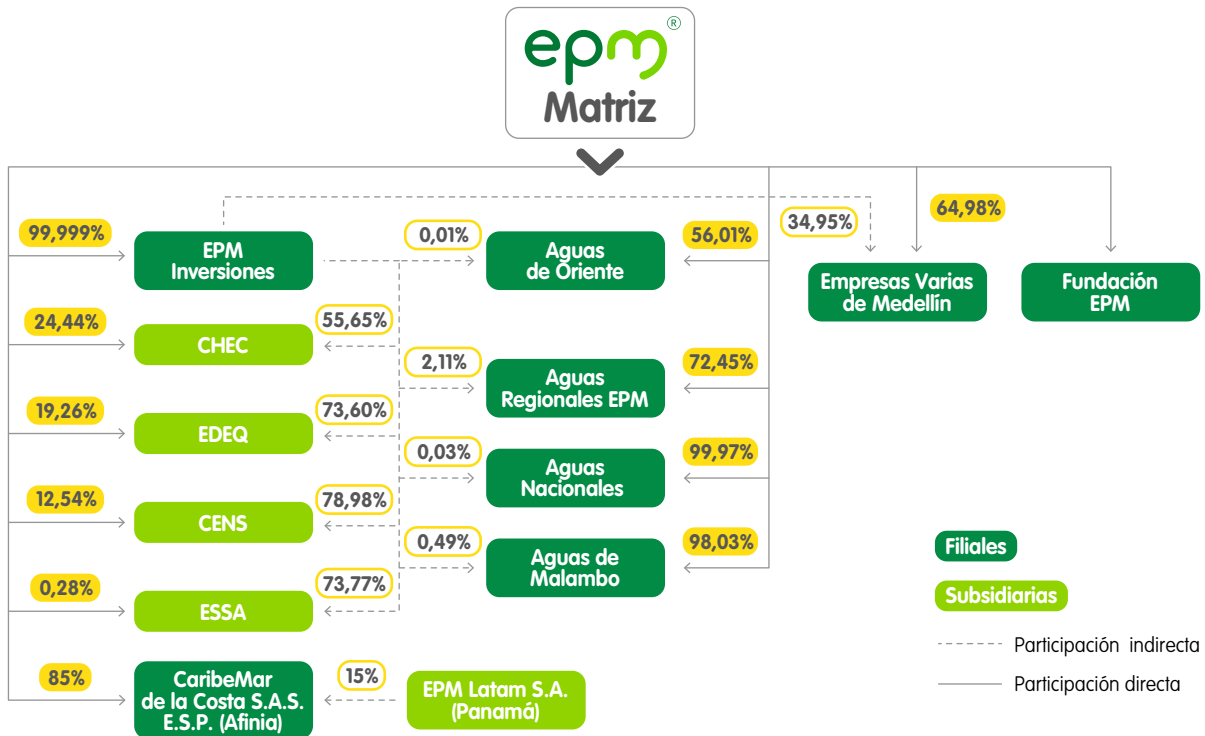 epm®
Matriz
99,999%
EPM
Inversiones
0,01%
Aguas
de Oriente
56,01%
34,95%
64,98%
Empresas Varias
de Medellín
Fundación
EPM
24,44%
CHEC
55,65%
2,11%
Aguas
Regionales EPM
72,45%
19,26%
EDEQ
73,60%
0,03%
Aguas
Nacionales
99,97%
12,54%
CENS
78,98%
0,49%
Aguas de
Malambo
98,03%
0,28%
ESSA
73,77%
85%
CaribeMar
de la Costa S.A.S.
E.S.P. (Afinia)
15%
EPM Latam S.A.
(Panamá)
Filiales
Subsidiarias
Participación indirecta
Participación directa